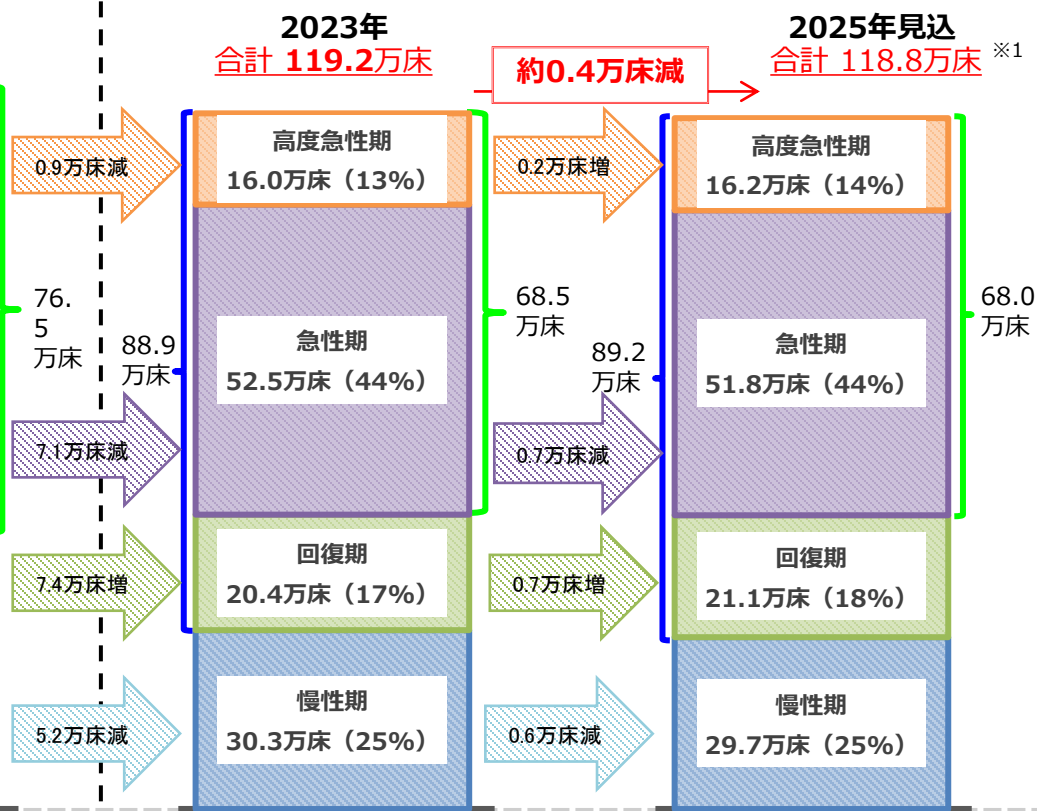 2023年
合計 119.2万床
約0.4万床減
2025年見込
合計 118.8万床 ※1
0.9万床減
高度急性期
16.0万床（13%）
0.2万床増
高度急性期
16.2万床（14%）
76.
5
万床
88.9
万床
急性期
52.5万床（44%）
68.5
万床
89.2
万床
急性期
51.8万床（44%）
68.0
万床
7.1万床減
0.7万床減
7.4万床増
回復期
20.4万床（17%）
0.7万床増
回復期
21.1万床（18%）
5.2万床減
慢性期
30.3万床（25%）
0.6万床減
慢性期
29.7万床（25%）